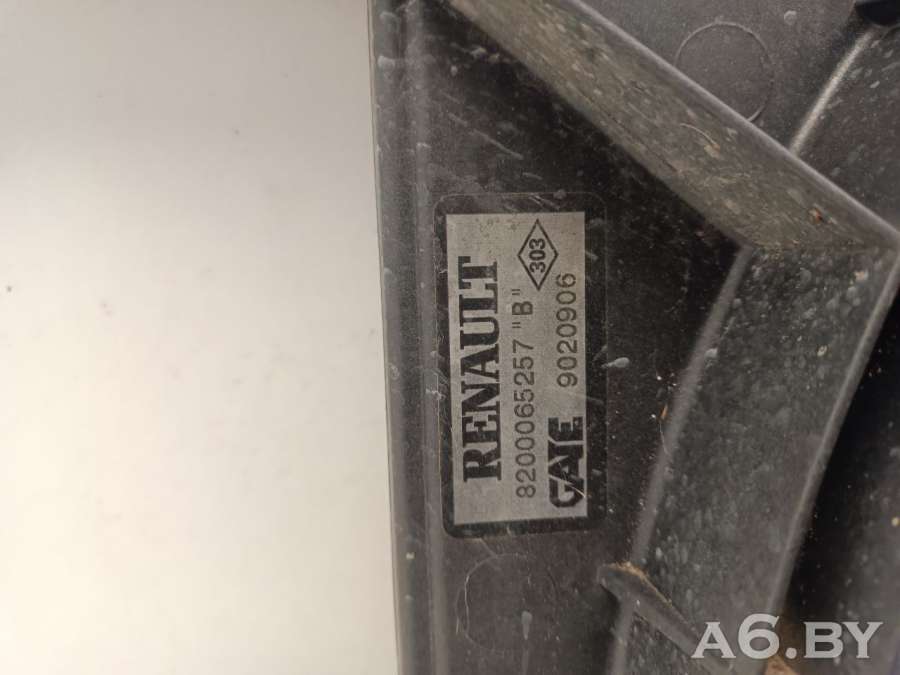 RENAULT
8200065257 "B" 303
GATE 9020906
A6.BY